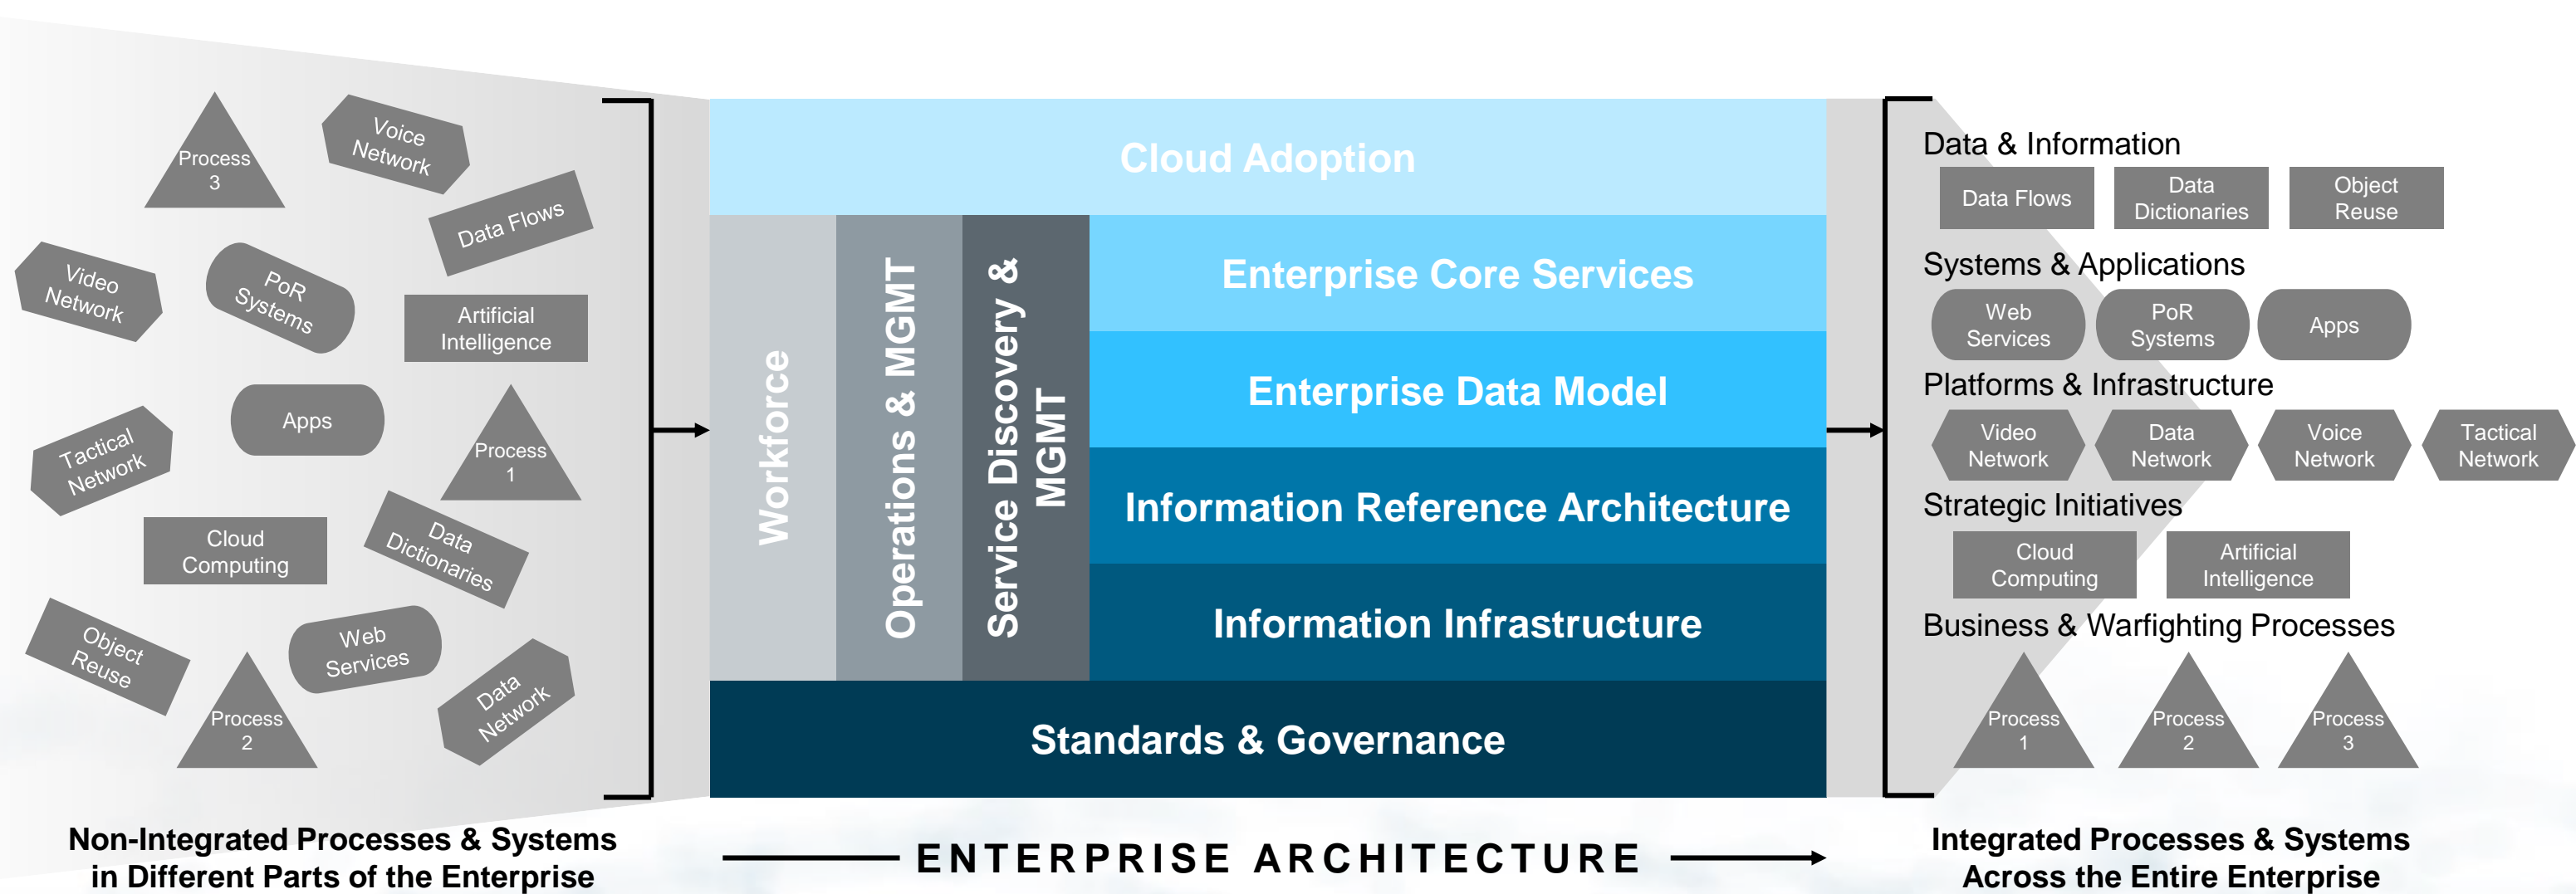 Process
3
Voice
Network
Data Flows
Video
Network
PoR
Systems
Artificial
Intelligence
Apps
Tactical
Network
Process
1
Cloud
Computing
Data
Dictionaries
Object
Reuse
Web
Services
Process
2
Data
Network
Non-Integrated Processes & Systems
in Different Parts of the Enterprise
Cloud Adoption
Workforce
Operations & MGMT
Service Discovery &
MGMT
Enterprise Core Services
Enterprise Data Model
Information Reference Architecture
Information Infrastructure
Standards & Governance
ENTERPRISE ARCHITECTURE
Data & Information
Data Flows
Data
Dictionaries
Object
Reuse
Systems & Applications
Web
Services
PoR
Systems
Apps
Platforms & Infrastructure
Video
Network
Data
Network
Voice
Network
Tactical
Network
Strategic Initiatives
Cloud
Computing
Artificial
Intelligence
Business & Warfighting Processes
Process
1
Process
2
Process
3
Integrated Processes & Systems
Across the Entire Enterprise